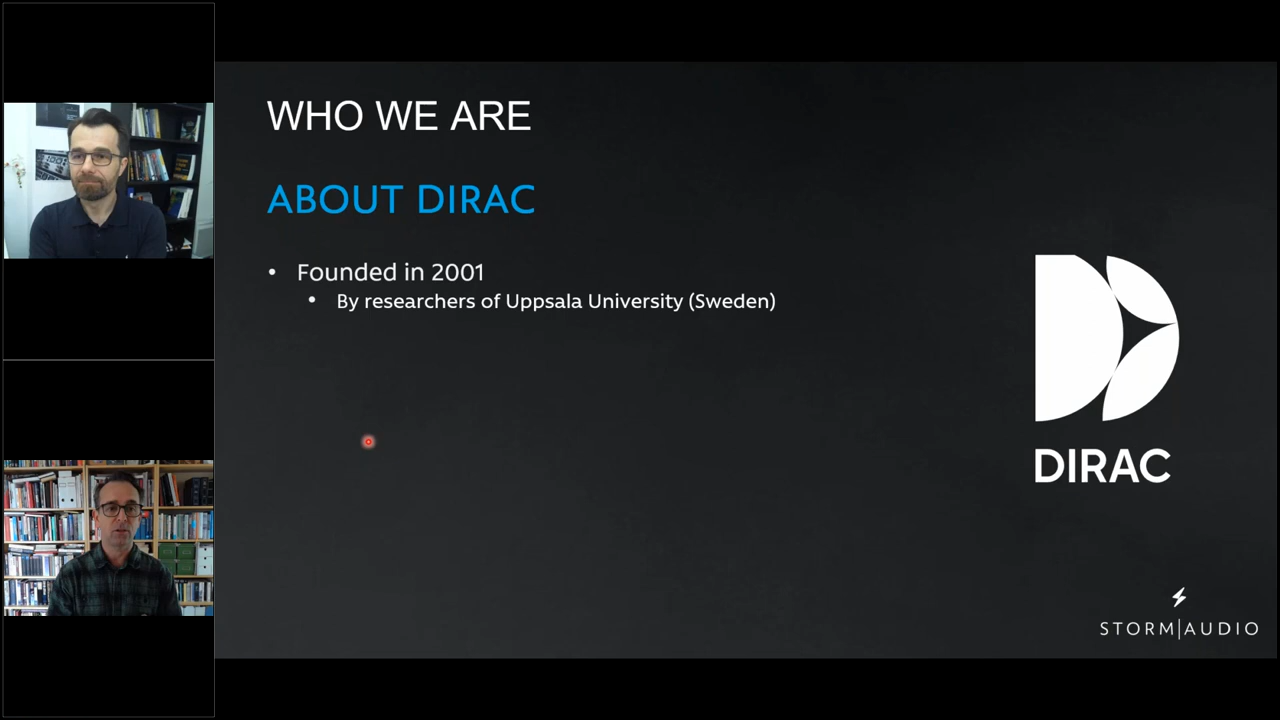 WHO WE ARE
ABOUT DIRAC
• Founded in 2001
• By researchers of Uppsala University (Sweden)
DIRAC
STORM|AUDIO